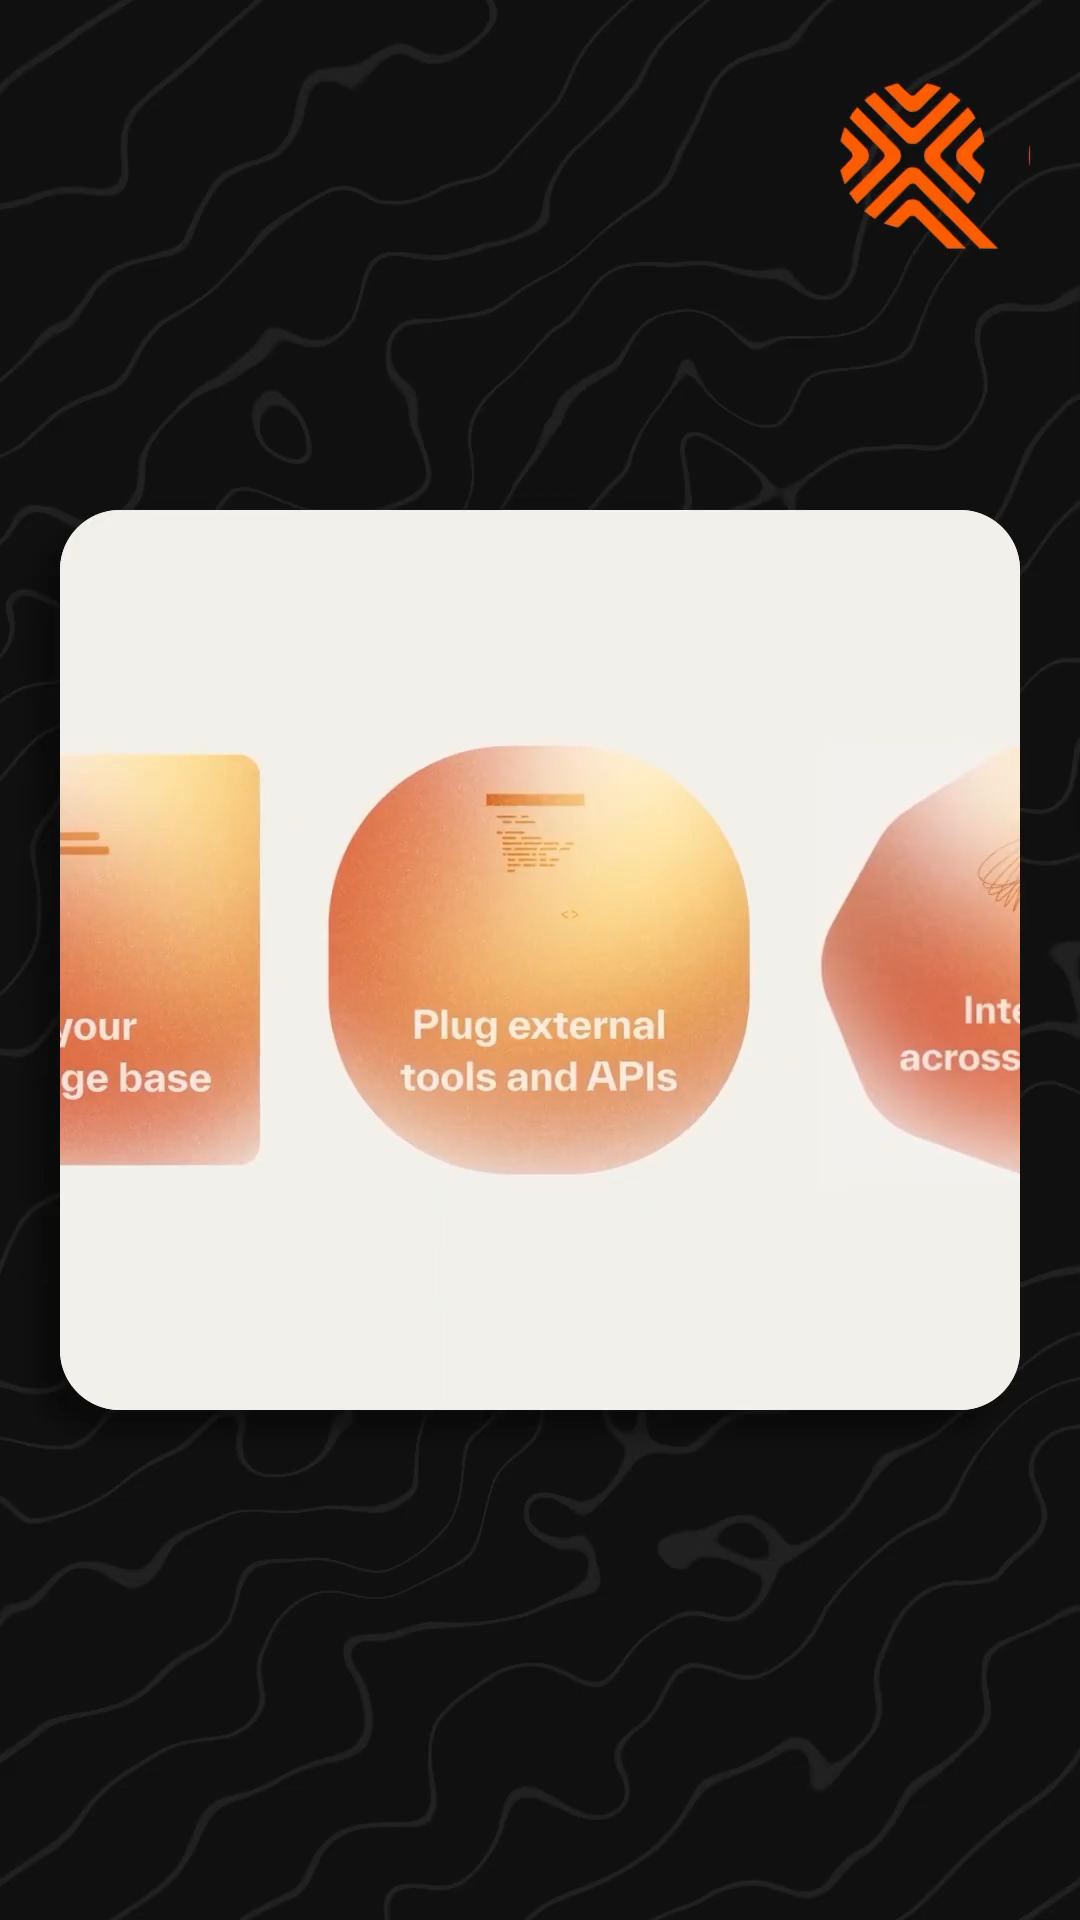 your
ge base
<>
Plug external
tools and APIs
Inte
across